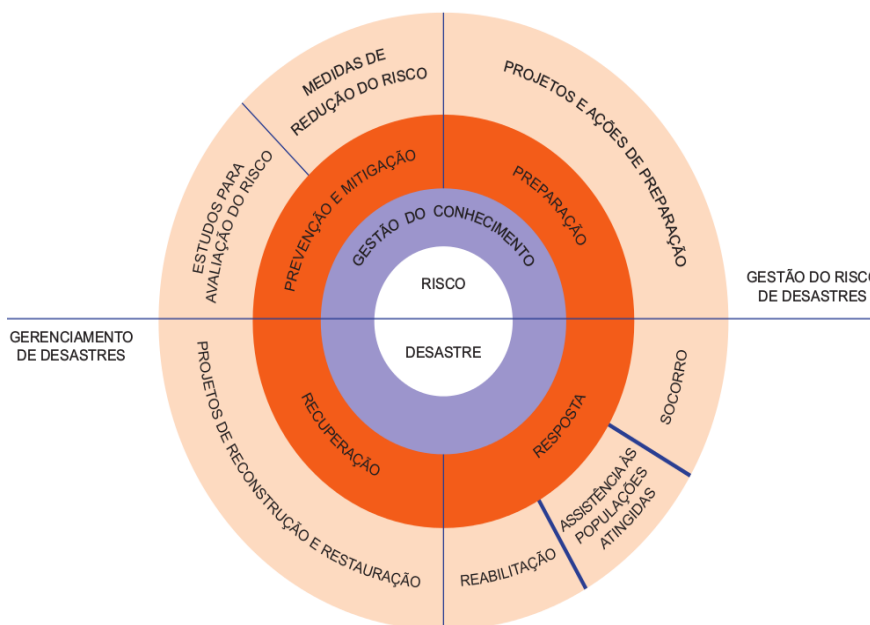 MEDIDAS DE
REDUÇÃO DO RISCO
PROJETOS E AÇÕES DE PREPARAÇÃO
ESTUDOS PARA
AVALIAÇÃO DO RISCO
PREVENÇÃO E MITIGAÇÃO
PREPARAÇÃO
GESTÃO DO CONHECIMENTO
RISCO
GESTÃO DO RISCO
DE DESASTRES
GERENCIAMENTO
DE DESASTRES
DESASTRE
PROJETOS DE RECONSTRUÇÃO E RESTAURAÇÃO
RECUPERAÇÃO
RESPOSTA
SOCORRO
ASSISTÊNCIA ÀS
POPULAÇÕES
ATINGIDAS
REABILITAÇÃO